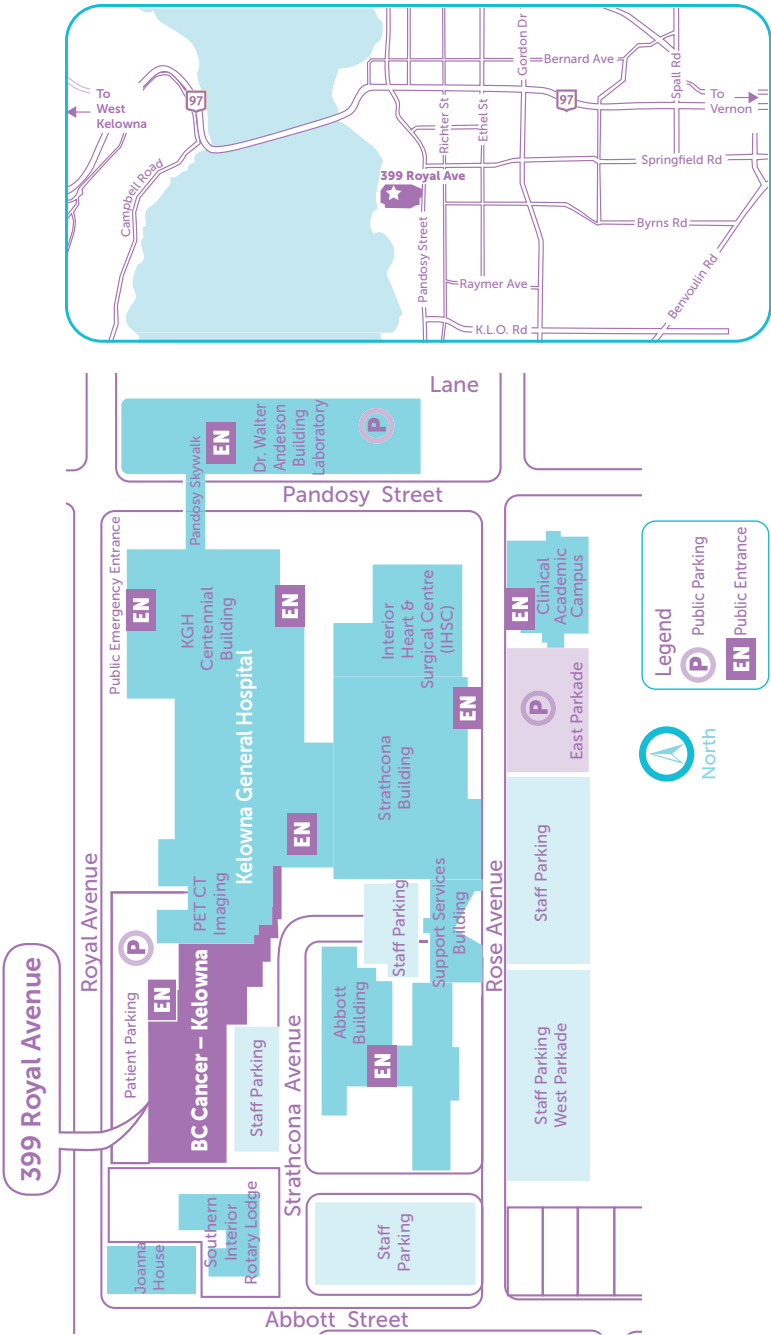 Gordon Dr
Bernard Ave
Spall Rd
To
West
Kelowna
97
97
To
Vernon
Richter St
Ethel St
Campbell Road
399 Royal Ave
Springfield Rd
Pandosy Street
Byrns Rd
Raymer Ave
Benvoulin Rd
K.L.O. Rd
Lane
Pandosy Skywalk
EN
Dr. Walter
Anderson
Building
Laboratory
P
Pandosy Street
Public Emergency Entrance
EN
KGH
Centennial
Building
EN
Interior
Heart &
Surgical Centre
(IHSC)
EN
Clinical
Academic
Campus
Kelowna General Hospital
EN
Strathcona
Building
EN
P
East Parkade
Legend
P
Public Parking
EN
Public Entrance
North
399 Royal Avenue
Royal Avenue
P
PET CT
Imaging
Patient Parking
EN
BC Cancer – Kelowna
Staff Parking
Strathcona Avenue
Abbott
Building
EN
Staff Parking
Support Services
Building
Rose Avenue
Staff Parking
Staff Parking
West Parkade
Joanna
House
Southern
Interior
Rotary Lodge
Staff
Parking
Abbott Street